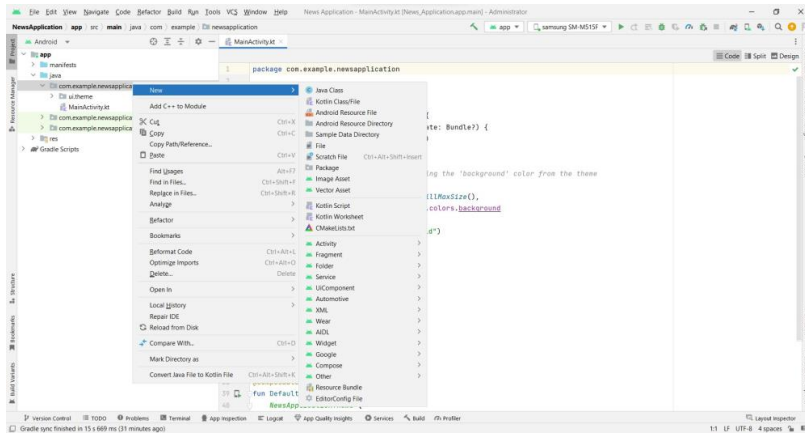 File Edit View Navigate Code Refactor Build Run Tools VCS Window Help News Application - MainActivity.kt [News_Application.app.main] - Administrator
NewsApplication app src main java com example newsapplication
app samsung SM-M515F
Android
MainActivity.kt
Code Split Design
Project
Resource Manager
Structure
Bookmarks
Build Variants
app
manifests
java
com.example.newsapplica
ui.theme
MainActivity.kt
com.example.newsapplica
com.example.newsapplica
res
Gradle Scripts
New
Add C++ to Module
Cut Ctrl+X
Copy Ctrl+C
Copy Path/Reference...
Paste Ctrl+V
Find Usages Alt+F7
Find in Files... Ctrl+Shift+F
Replace in Files... Ctrl+Shift+R
Analyze
Refactor
Bookmarks
Reformat Code Ctrl+Alt+L
Optimize Imports Ctrl+Alt+O
Delete... Delete
Open In
Local History
Repair IDE
Reload from Disk
Compare With... Ctrl+D
Mark Directory as
Convert Java File to Kotlin File Ctrl+Alt+Shift+K
Java Class
Kotlin Class/File
Android Resource File
Android Resource Directory
Sample Data Directory
File
Scratch File Ctrl+Alt+Shift+Insert
Package
Image Asset
Vector Asset
Kotlin Script
Kotlin Worksheet
CMakeLists.txt
Activity
Fragment
Folder
Service
UiComponent
Automotive
XML
Wear
AIDL
Widget
Google
Compose
Other
Resource Bundle
EditorConfig File
1 package com.example.newsapplication
{
ate: Bundle?) {
)
ing the 'background' color from the theme
illMaxSize(),
.colors.background
d")
39 fun Default
40
Version Control TODO Problems Terminal App Inspection Logcat App Quality Insights Services Build Profiler Layout Inspector
Gradle sync finished in 15 s 669 ms (31 minutes ago) 1:1 LF UTF-8 4 spaces